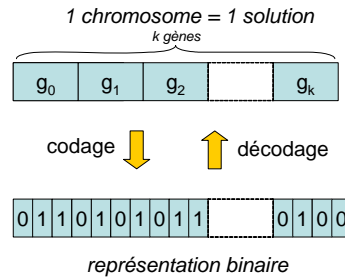 1 chromosome = 1 solution
k gènes
g0 g1 g2 gk
codage décodage
0 1 1 0 1 0 1 0 1 1 0 1 0 0
représentation binaire